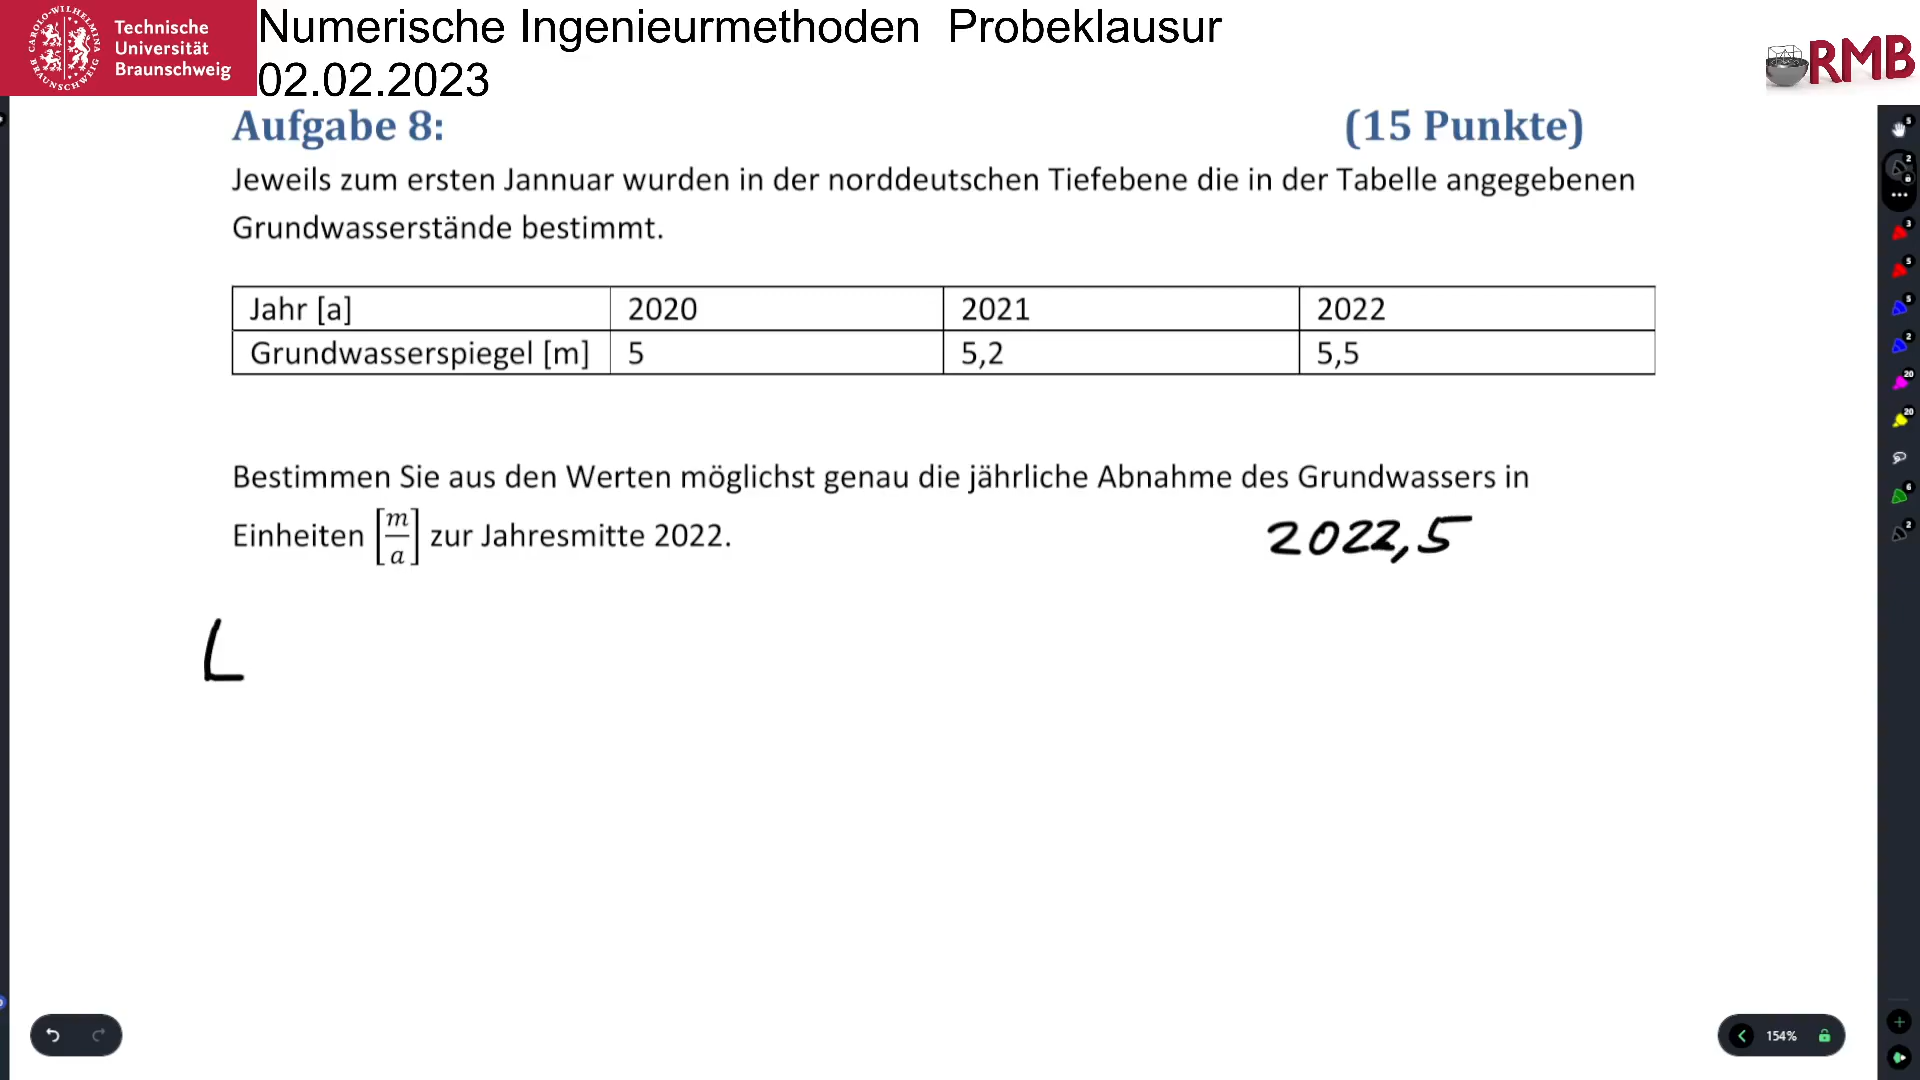 Technische
Universität
Braunschweig
Numerische Ingenieurmethoden Probeklausur
02.02.2023
RMB
Aufgabe 8: (15 Punkte)
Jeweils zum ersten Jannuar wurden in der norddeutschen Tiefebene die in der Tabelle angegebenen
Grundwasserstände bestimmt.
Jahr [a] 2020 2021 2022
Grundwasserspiegel [m] 5 5,2 5,5
Bestimmen Sie aus den Werten möglichst genau die jährliche Abnahme des Grundwassers in
Einheiten [m/a] zur Jahresmitte 2022.
2022,5
L
154%